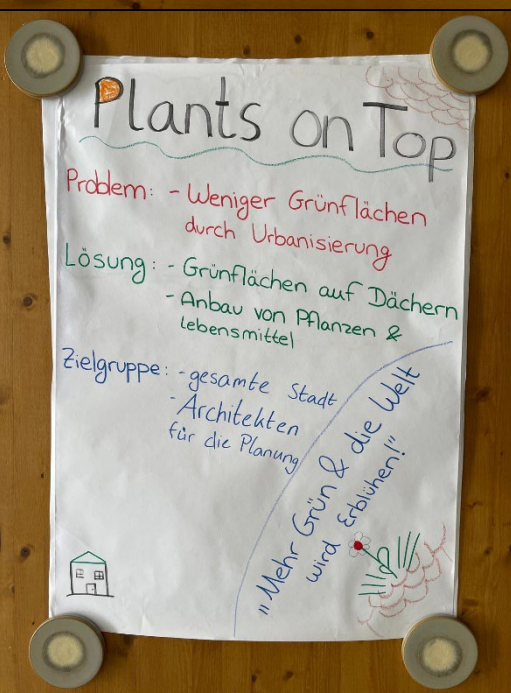 Plants on Top
Problem: - Weniger Grünflächen
durch Urbanisierung
Lösung: - Grünflächen auf Dächern
- Anbau von Pflanzen &
lebensmittel
Zielgruppe: - gesamte Stadt
- Architekten
für die Planung
"Mehr Grün & die Welt
wird Erblühen!"